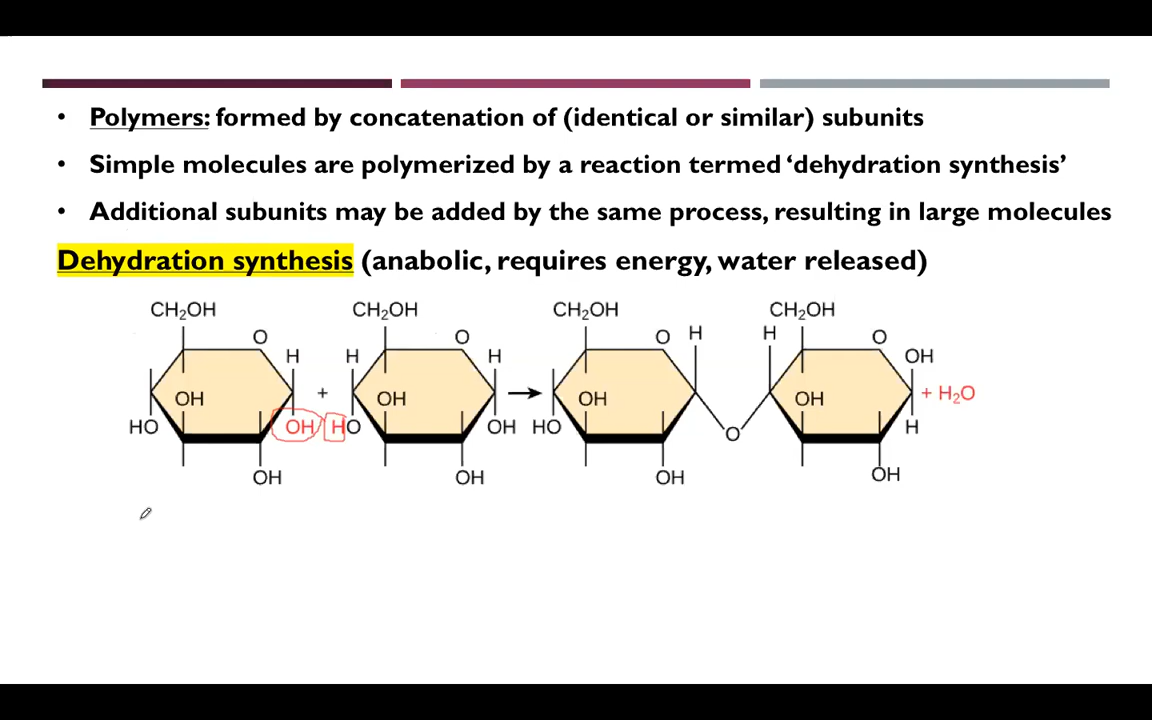 • Polymers: formed by concatenation of (identical or similar) subunits
• Simple molecules are polymerized by a reaction termed ‘dehydration synthesis’
• Additional subunits may be added by the same process, resulting in large molecules
Dehydration synthesis (anabolic, requires energy, water released)
CH₂OH CH₂OH CH₂OH CH₂OH
O O O H H O
H H H OH
OH + OH OH OH + H₂O
HO OH HO OH HO O H
OH OH OH OH